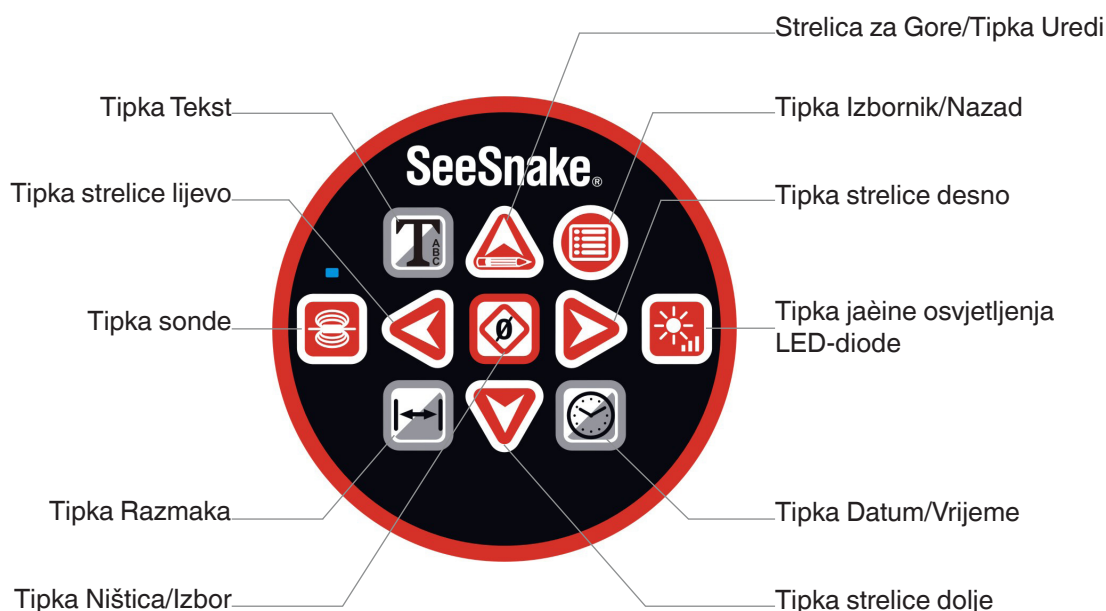 Strelica za Gore/Tipka Uredi
Tipka Tekst
Tipka Izbornik/Nazad
SeeSnake®
Tipka strelice lijevo
Tipka strelice desno
T
A
B
C
Tipka sonde
Ø
Tipka jaèine osvjetljenja
LED-diode
Tipka Razmaka
Tipka Datum/Vrijeme
Tipka Ništica/Izbor
Tipka strelice dolje